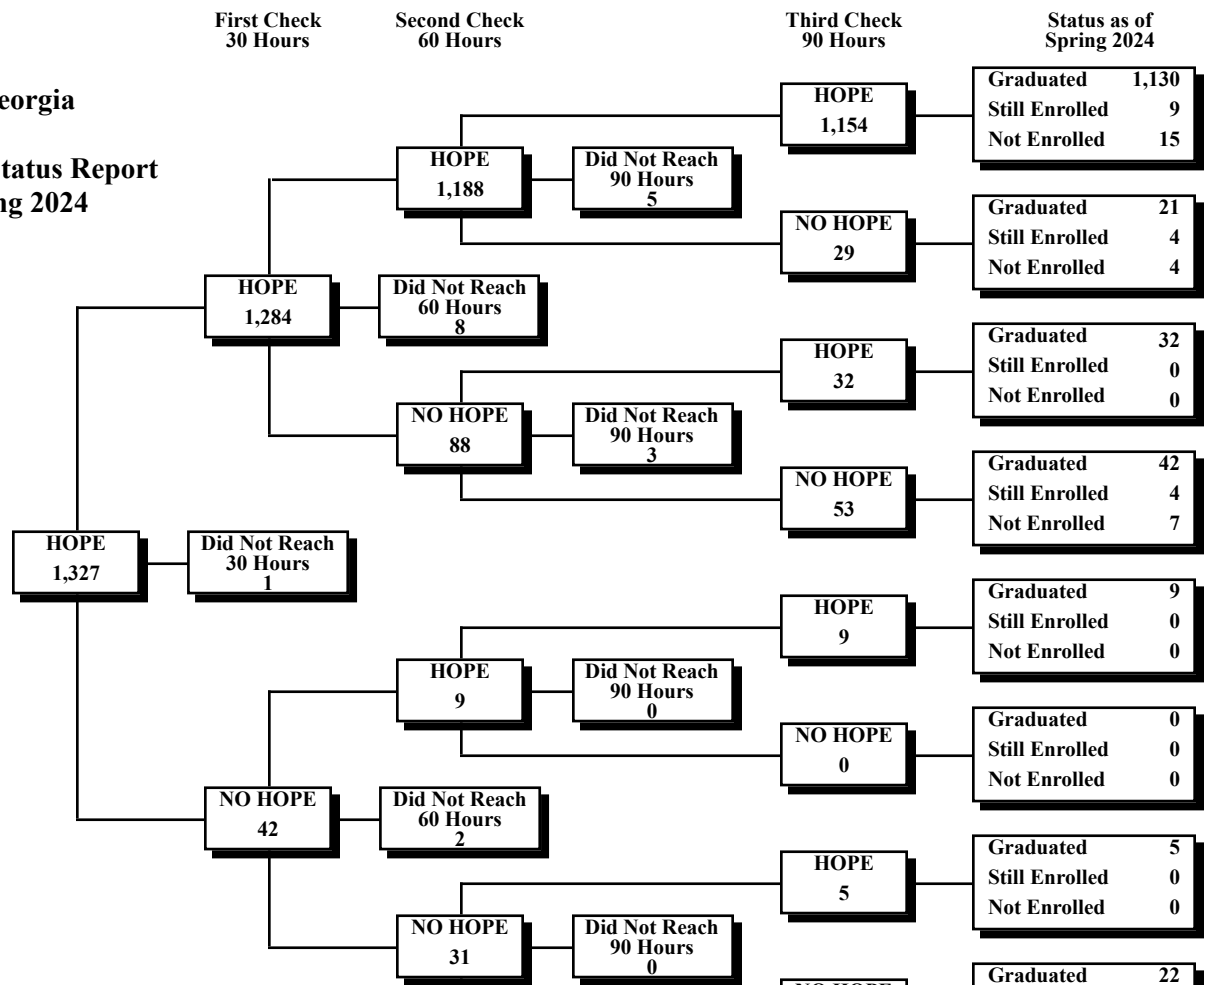 First Check
30 Hours
Second Check
60 Hours
Third Check
90 Hours
Status as of
Spring 2024
eorgia
tatus Report
ng 2024
HOPE
1,327
Did Not Reach
30 Hours
1
HOPE
1,284
Did Not Reach
60 Hours
8
HOPE
1,188
Did Not Reach
90 Hours
5
HOPE
1,154
Graduated 1,130
Still Enrolled 9
Not Enrolled 15
NO HOPE
29
Graduated 21
Still Enrolled 4
Not Enrolled 4
NO HOPE
88
Did Not Reach
90 Hours
3
HOPE
32
Graduated 32
Still Enrolled 0
Not Enrolled 0
NO HOPE
53
Graduated 42
Still Enrolled 4
Not Enrolled 7
NO HOPE
42
Did Not Reach
60 Hours
2
HOPE
9
Did Not Reach
90 Hours
0
HOPE
9
Graduated 9
Still Enrolled 0
Not Enrolled 0
NO HOPE
0
Graduated 0
Still Enrolled 0
Not Enrolled 0
NO HOPE
31
Did Not Reach
90 Hours
0
HOPE
5
Graduated 5
Still Enrolled 0
Not Enrolled 0
NO HOPE
Graduated 22